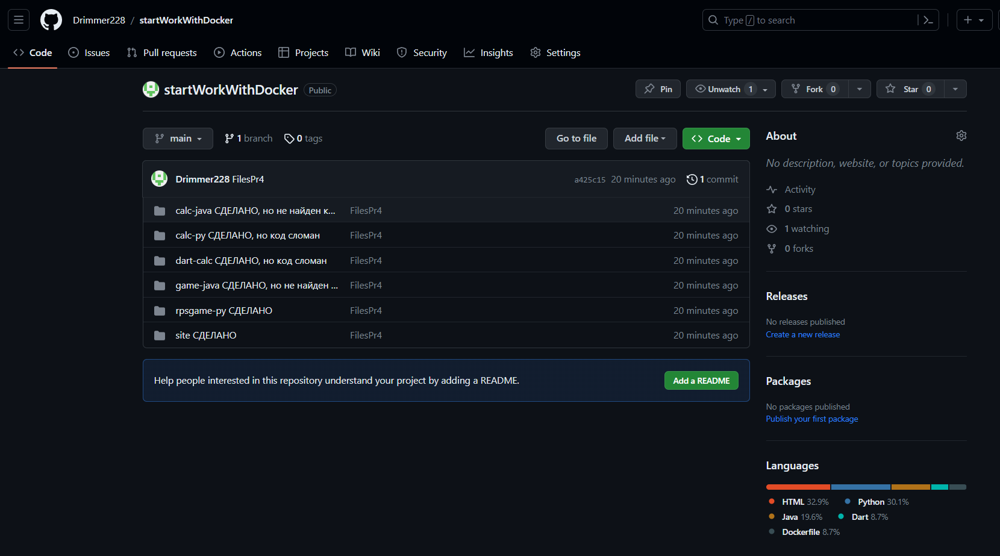 Drimmer228 / startWorkWithDocker
Type / to search
Code Issues Pull requests Actions Projects Wiki Security Insights Settings
startWorkWithDocker Public
Pin Unwatch 1 Fork 0 Star 0
main 1 branch 0 tags
Go to file Add file Code
Drimmer228 FilesPr4 a425c15 20 minutes ago 1 commit
calc-java СДЕЛАНО, но не найден к... FilesPr4 20 minutes ago
calc-py СДЕЛАНО, но код сломан FilesPr4 20 minutes ago
dart-calc СДЕЛАНО, но код сломан FilesPr4 20 minutes ago
game-java СДЕЛАНО, но не найден ... FilesPr4 20 minutes ago
rpsgame-py СДЕЛАНО FilesPr4 20 minutes ago
site СДЕЛАНО FilesPr4 20 minutes ago
Help people interested in this repository understand your project by adding a README. Add a README
About
No description, website, or topics provided.
Activity
0 stars
1 watching
0 forks
Releases
No releases published
Create a new release
Packages
No packages published
Publish your first package
Languages
HTML 32.9% Python 30.1%
Java 19.6% Dart 8.7%
Dockerfile 8.7%